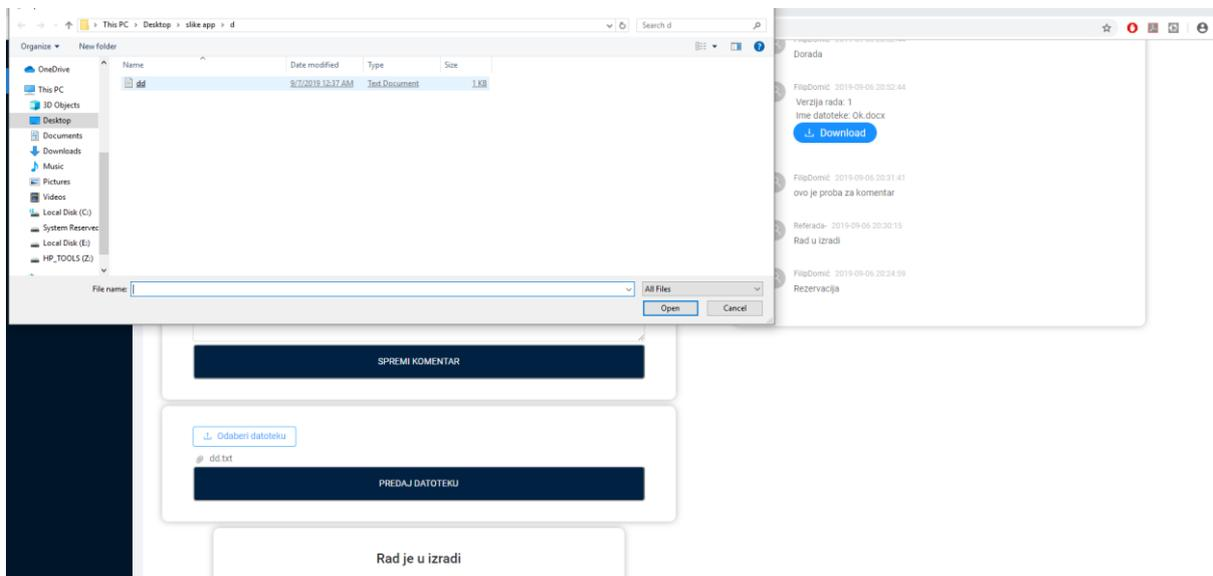 This PC > Desktop > slike app > d
Search d
Organize
New folder
Name
Date modified
Type
Size
dd
9/7/2019 12:37 AM
Text Document
1 KB
OneDrive
This PC
3D Objects
Desktop
Documents
Downloads
Music
Pictures
Videos
Local Disk (C:)
System Reserved
Local Disk (E:)
HP_TOOLS (Z:)
File name:
All Files
Open
Cancel
Dorada
FilipDomić 2019-09-06 20:52:44
Verzija rada: 1
Ime datoteke: Ok.docx
Download
FilipDomić 2019-09-06 20:31:41
ovo je proba za komentar
Referada- 2019-09-06 20:30:15
Rad u izradi
FilipDomić 2019-09-06 20:24:59
Rezervacija
SPREMI KOMENTAR
Odaberi datoteku
dd.txt
PREDAJ DATOTEKU
Rad je u izradi